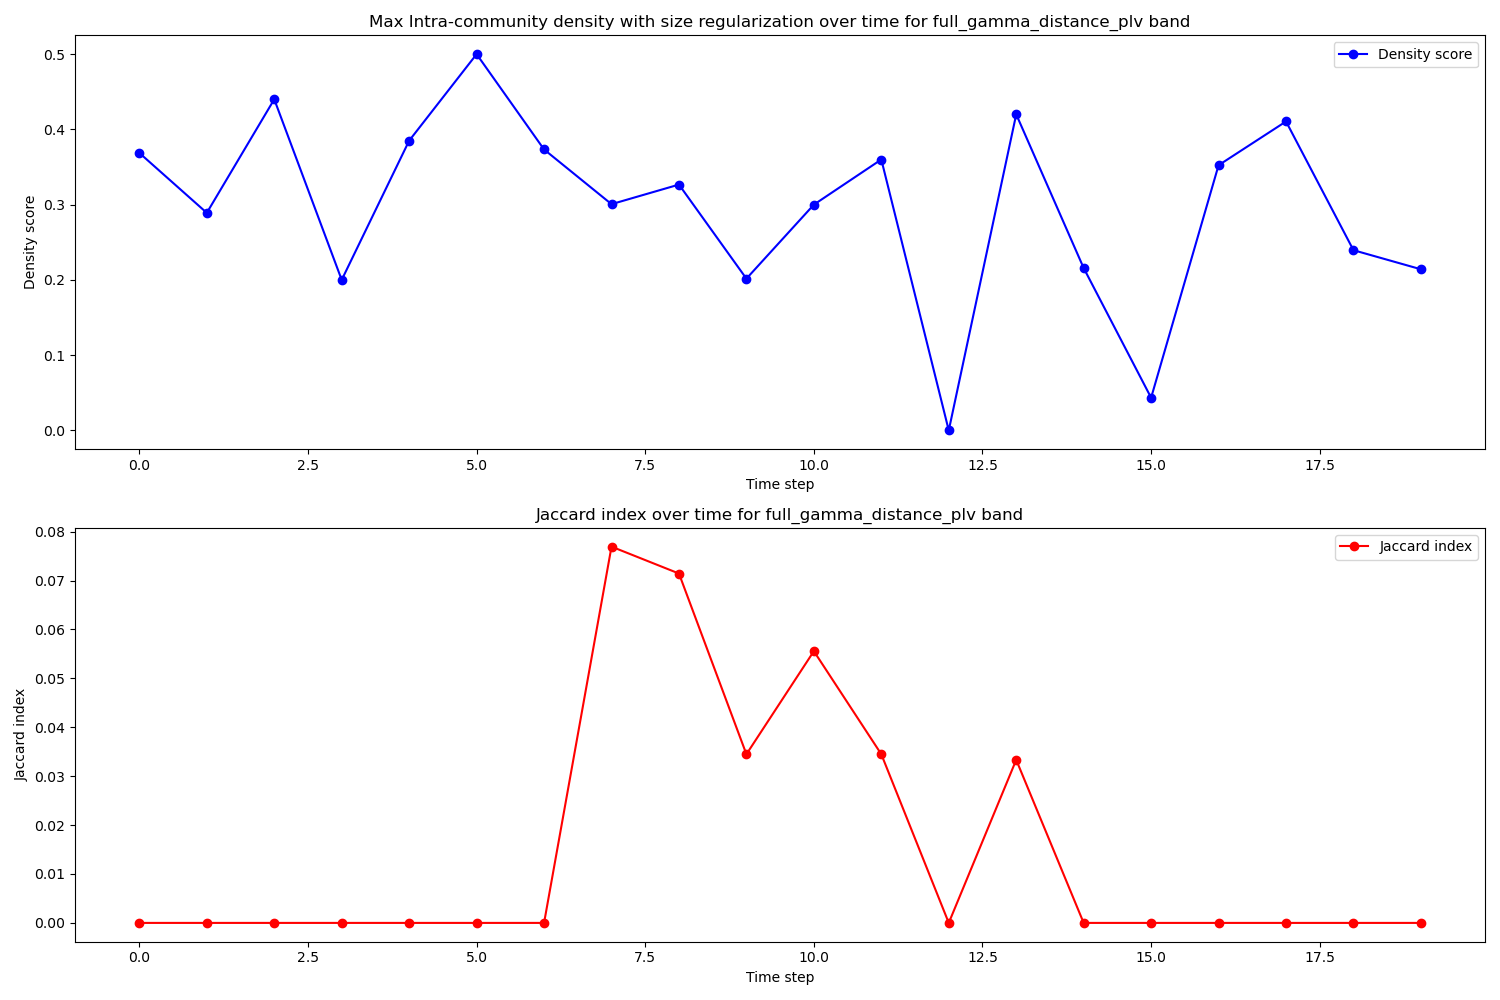 Max Intra-community density with size regularization over time for full_gamma_distance_plv band
Density score
0.5
0.4
0.3
0.2
0.1
0.0
Density score
0.0 2.5 5.0 7.5 10.0 12.5 15.0 17.5
Time step
Jaccard index over time for full_gamma_distance_plv band
Jaccard index
0.08
0.07
0.06
0.05
0.04
0.03
0.02
0.01
0.00
Jaccard index
0.0 2.5 5.0 7.5 10.0 12.5 15.0 17.5
Time step